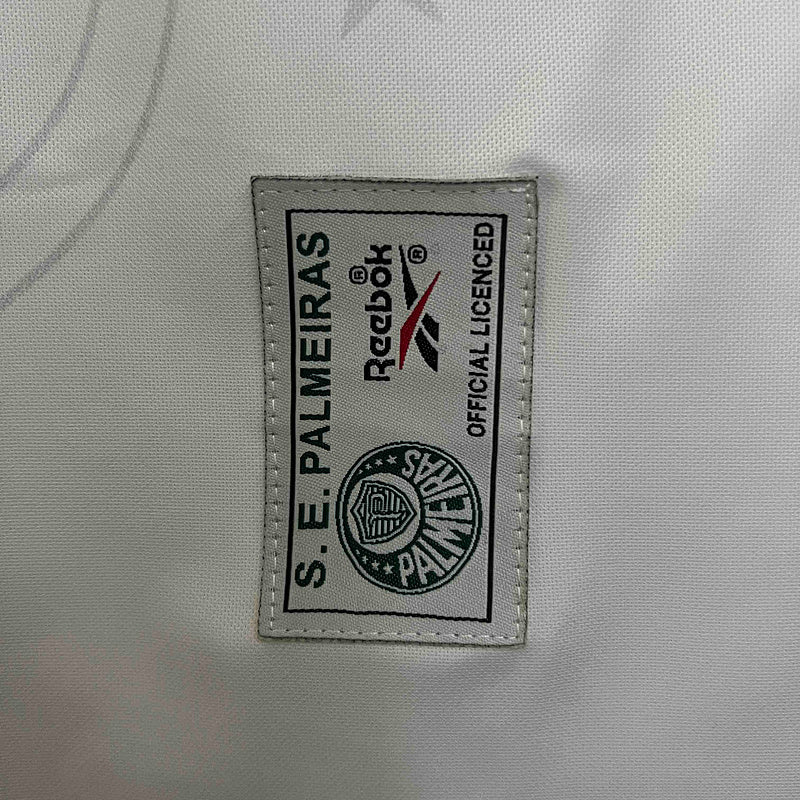 S. E. PALMEIRAS
PALMEIRAS
Reebok®
®
OFFICIAL LICENCED